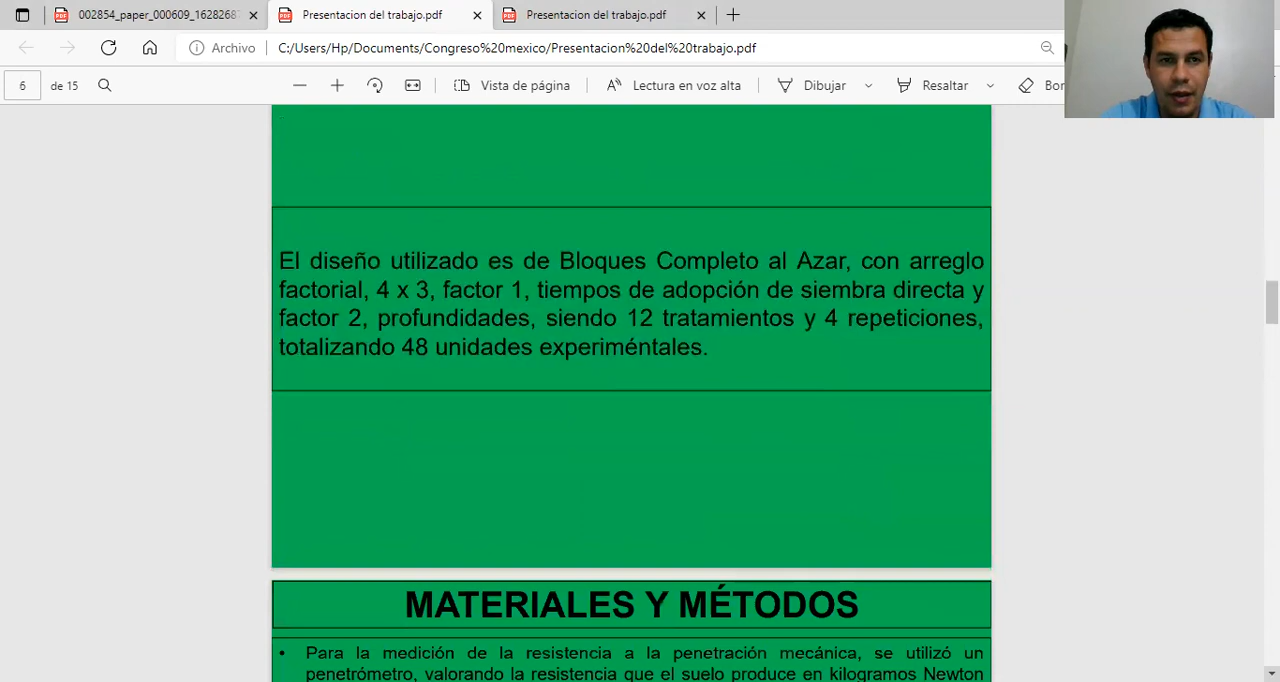 002854_paper_000609_16282687
Presentacion del trabajo.pdf
Presentacion del trabajo.pdf
Archivo
C:/Users/Hp/Documents/Congreso%20mexico/Presentacion%20del%20trabajo.pdf
6
de 15
Vista de página
Lectura en voz alta
Dibujar
Resaltar
Bor
El diseño utilizado es de Bloques Completo al Azar, con arreglo
factorial, 4 x 3, factor 1, tiempos de adopción de siembra directa y
factor 2, profundidades, siendo 12 tratamientos y 4 repeticiones,
totalizando 48 unidades experiméntales.
MATERIALES Y MÉTODOS
• Para la medición de la resistencia a la penetración mecánica, se utilizó un
penetrómetro, valorando la resistencia que el suelo produce en kilogramos Newton